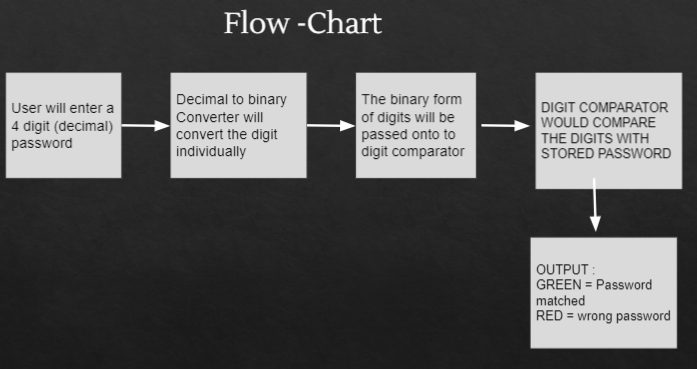 Flow -Chart
User will enter a
4 digit (decimal)
password
Decimal to binary
Converter will
convert the digit
individually
The binary form
of digits will be
passed onto to
digit comparator
DIGIT COMPARATOR
WOULD COMPARE
THE DIGITS WITH
STORED PASSWORD
OUTPUT :
GREEN = Password
matched
RED = wrong password